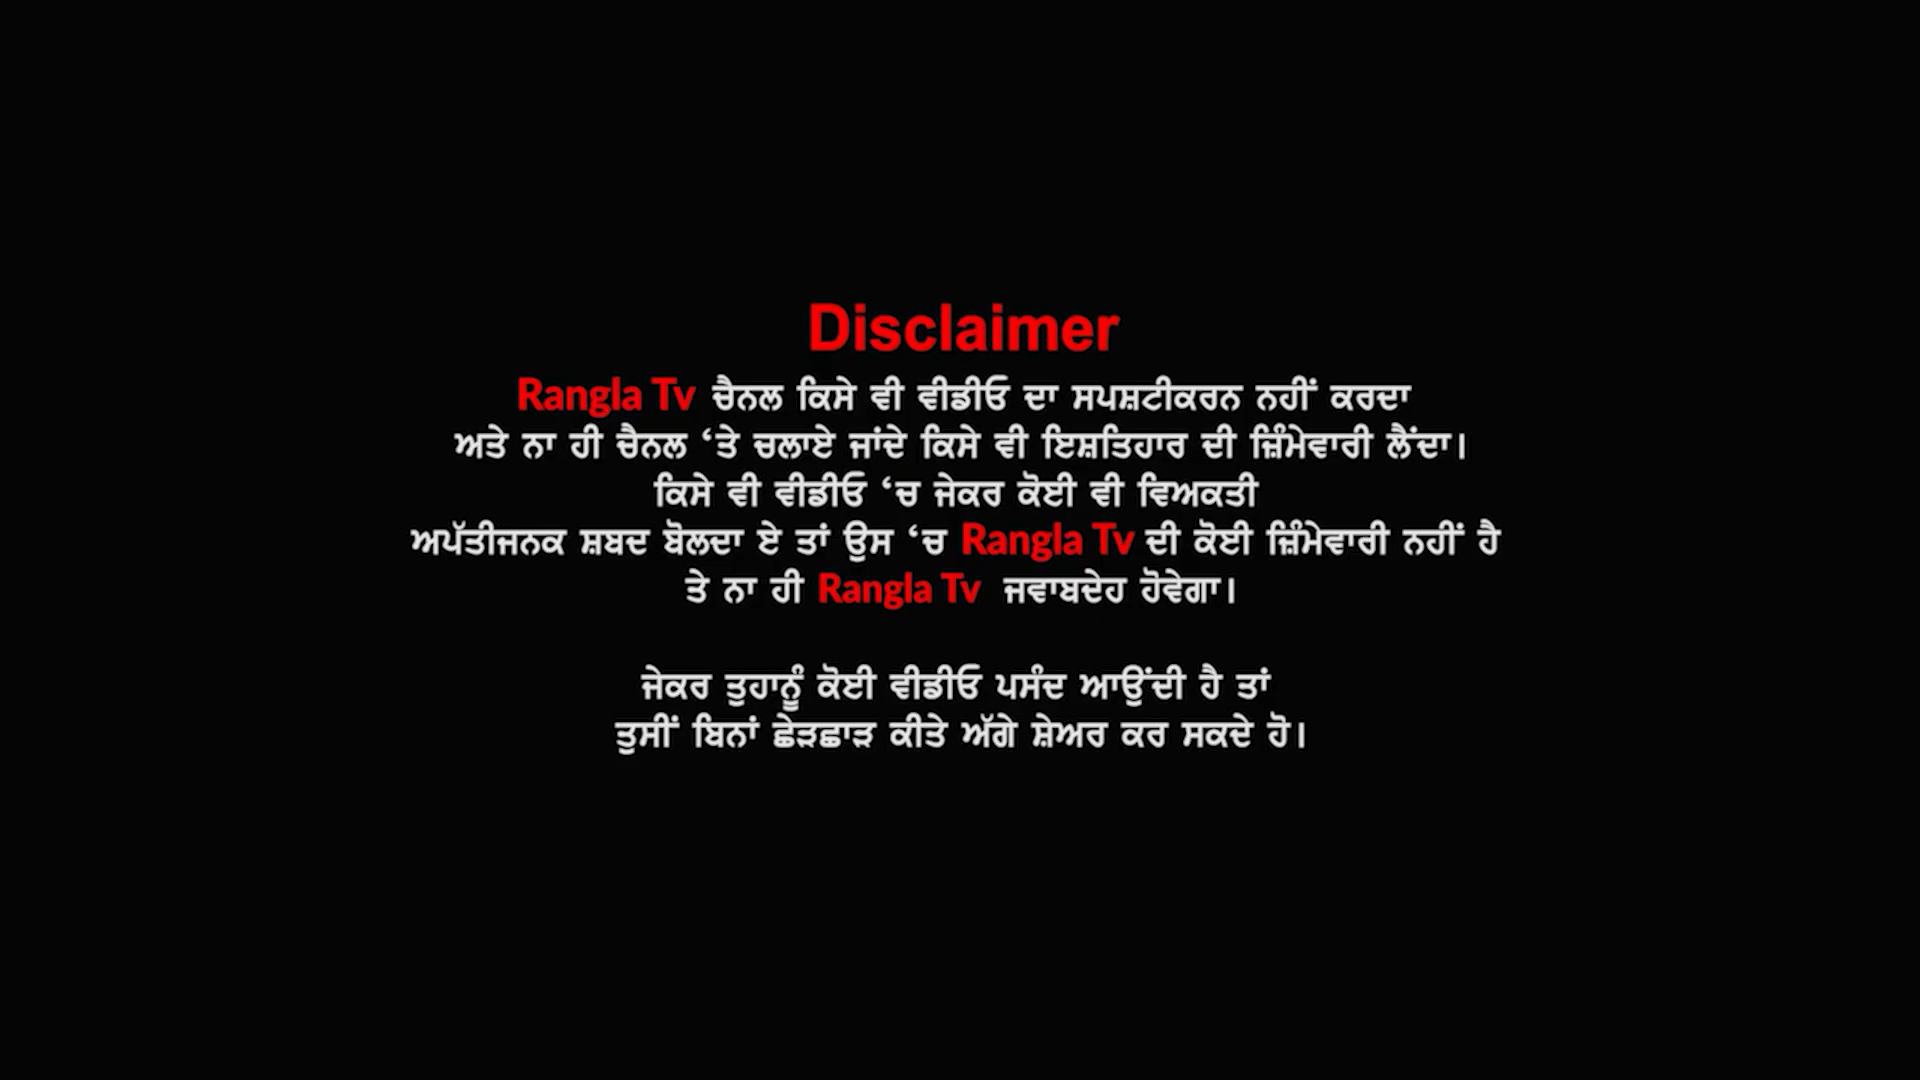 Disclaimer
Rangla Tv ਚੈਨਲ ਕਿਸੇ ਵੀ ਵੀਡੀਓ ਦਾ ਸਪਸ਼ਟੀਕਰਨ ਨਹੀਂ ਕਰਦਾ
ਅਤੇ ਨਾ ਹੀ ਚੈਨਲ ‘ਤੇ ਚਲਾਏ ਜਾਂਦੇ ਕਿਸੇ ਵੀ ਇਸ਼ਤਿਹਾਰ ਦੀ ਜ਼ਿੰਮੇਵਾਰੀ ਲੈਂਦਾ।
ਕਿਸੇ ਵੀ ਵੀਡੀਓ ‘ਚ ਜੇਕਰ ਕੋਈ ਵੀ ਵਿਅਕਤੀ
ਅਪੱਤੀਜਨਕ ਸ਼ਬਦ ਬੋਲਦਾ ਏ ਤਾਂ ਉਸ ‘ਚ Rangla Tv ਦੀ ਕੋਈ ਜ਼ਿੰਮੇਵਾਰੀ ਨਹੀਂ ਹੈ
ਤੇ ਨਾ ਹੀ Rangla Tv ਜਵਾਬਦੇਹ ਹੋਵੇਗਾ।
ਜੇਕਰ ਤੁਹਾਨੂੰ ਕੋਈ ਵੀਡੀਓ ਪਸੰਦ ਆਉਂਦੀ ਹੈ ਤਾਂ
ਤੁਸੀਂ ਬਿਨਾਂ ਛੇੜਛਾੜ ਕੀਤੇ ਅੱਗੇ ਸ਼ੇਅਰ ਕਰ ਸਕਦੇ ਹੋ।